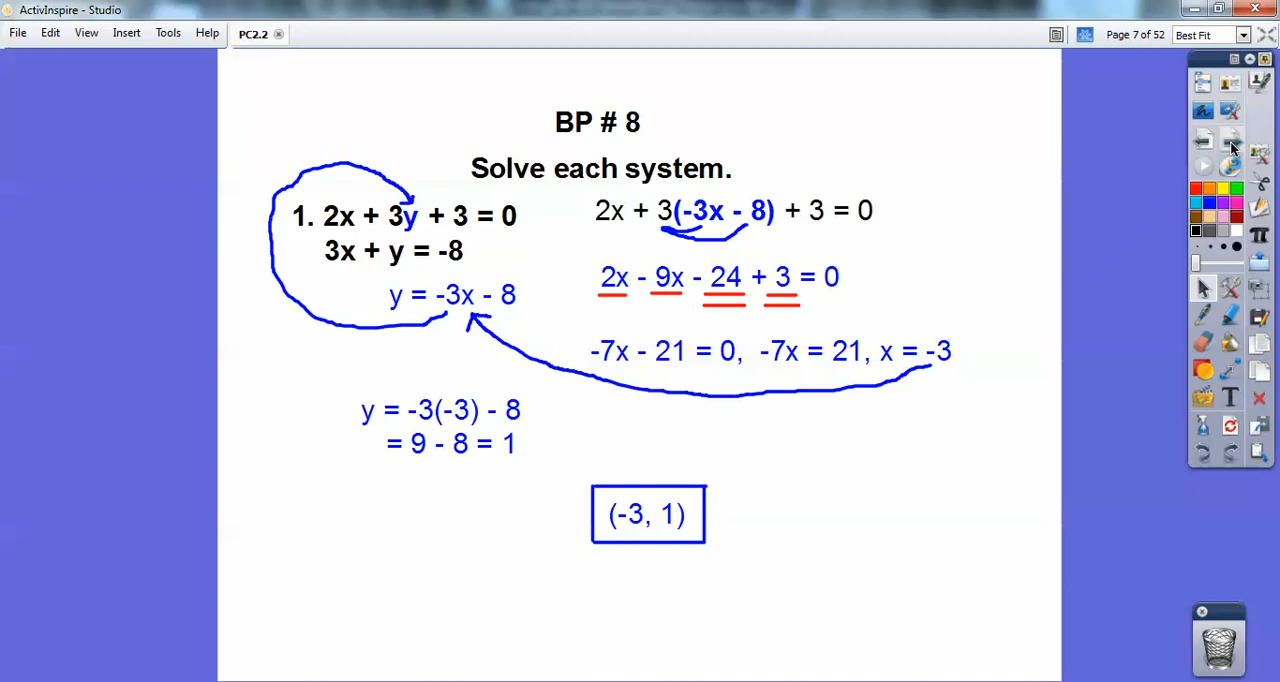 ActivInspire - Studio
File Edit View Insert Tools Help
PC2.2
Page 7 of 52
Best Fit
BP # 8
Solve each system.
1. 2x + 3y + 3 = 0
3x + y = -8
y = -3x - 8
2x + 3(-3x - 8) + 3 = 0
2x - 9x - 24 + 3 = 0
-7x - 21 = 0, -7x = 21, x = -3
y = -3(-3) - 8
= 9 - 8 = 1
(-3, 1)